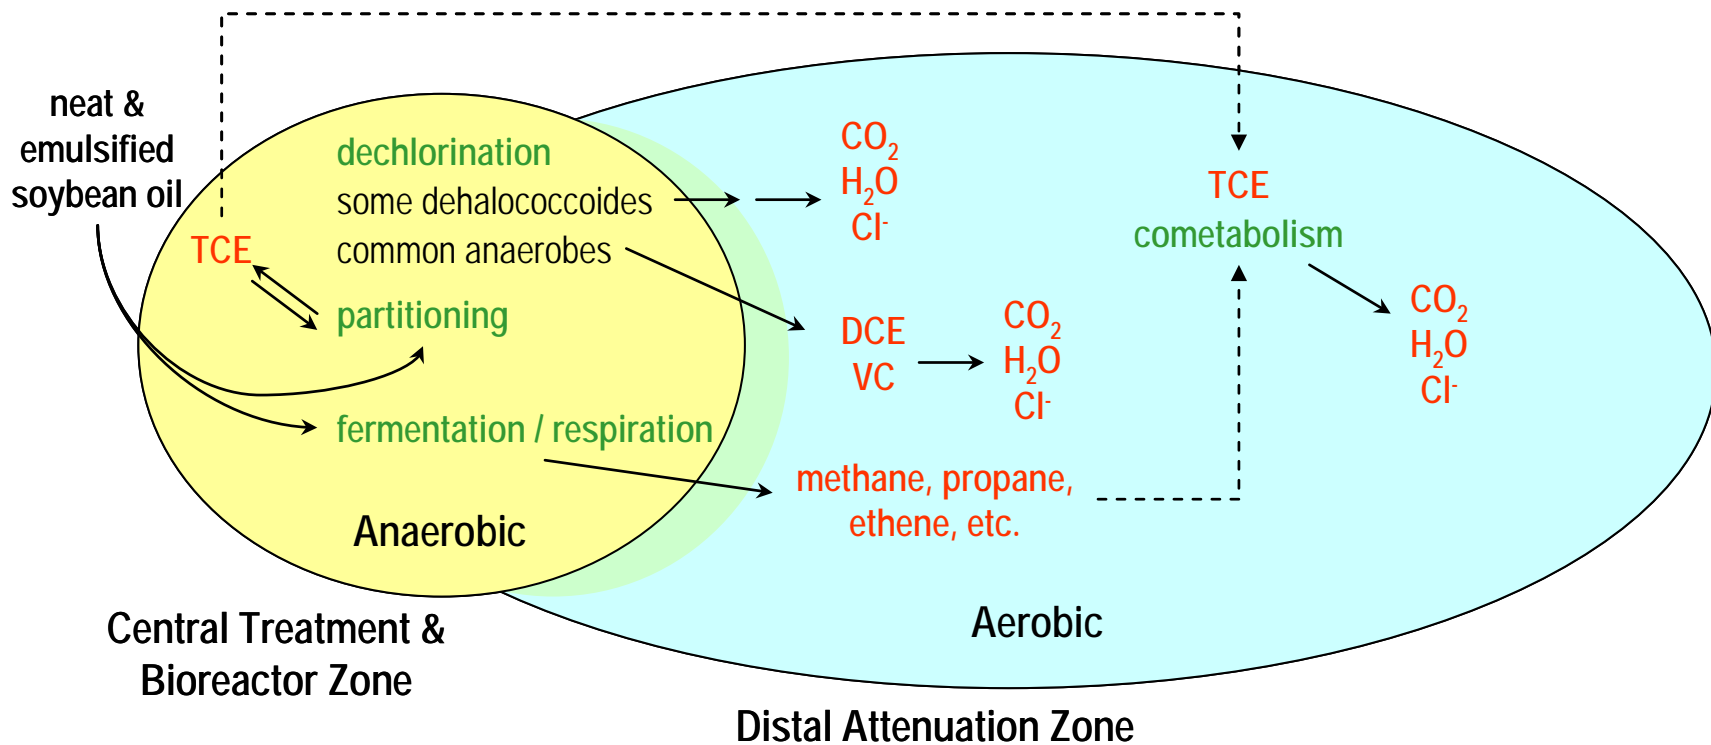 neat &
emulsified
soybean oil
TCE
dechlorination
some dehalococcoides
common anaerobes
partitioning
fermentation / respiration
Anaerobic
Central Treatment &
Bioreactor Zone
CO₂
H₂O
Cl⁻
DCE
VC
CO₂
H₂O
Cl⁻
methane, propane,
ethene, etc.
TCE
cometabolism
CO₂
H₂O
Cl⁻
Aerobic
Distal Attenuation Zone